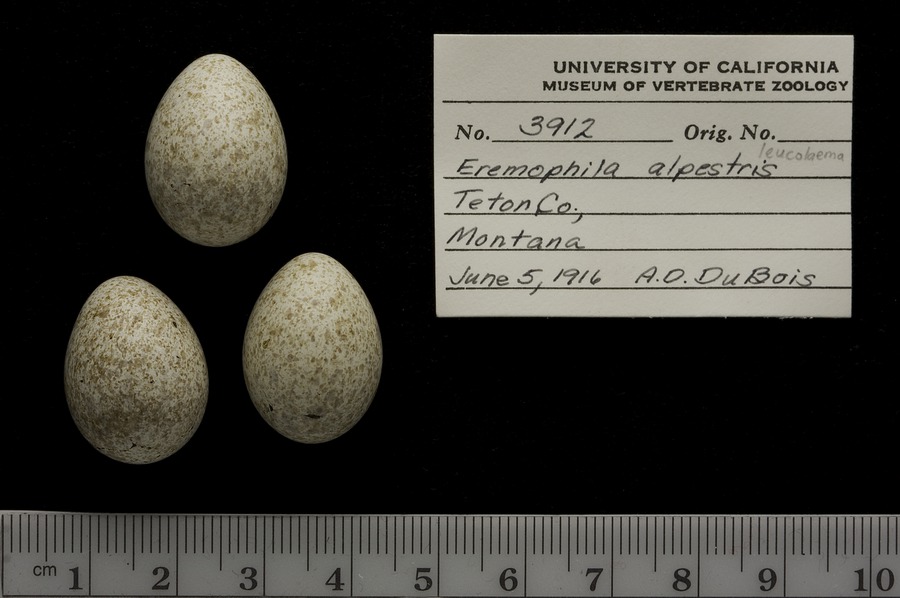 UNIVERSITY OF CALIFORNIA
MUSEUM OF VERTEBRATE ZOOLOGY
No. 3912 Orig. No.
leucolaema
Eremophila alpestris
Teton Co.,
Montana
June 5, 1916 A.D. DuBois
cm 1 2 3 4 5 6 7 8 9 10